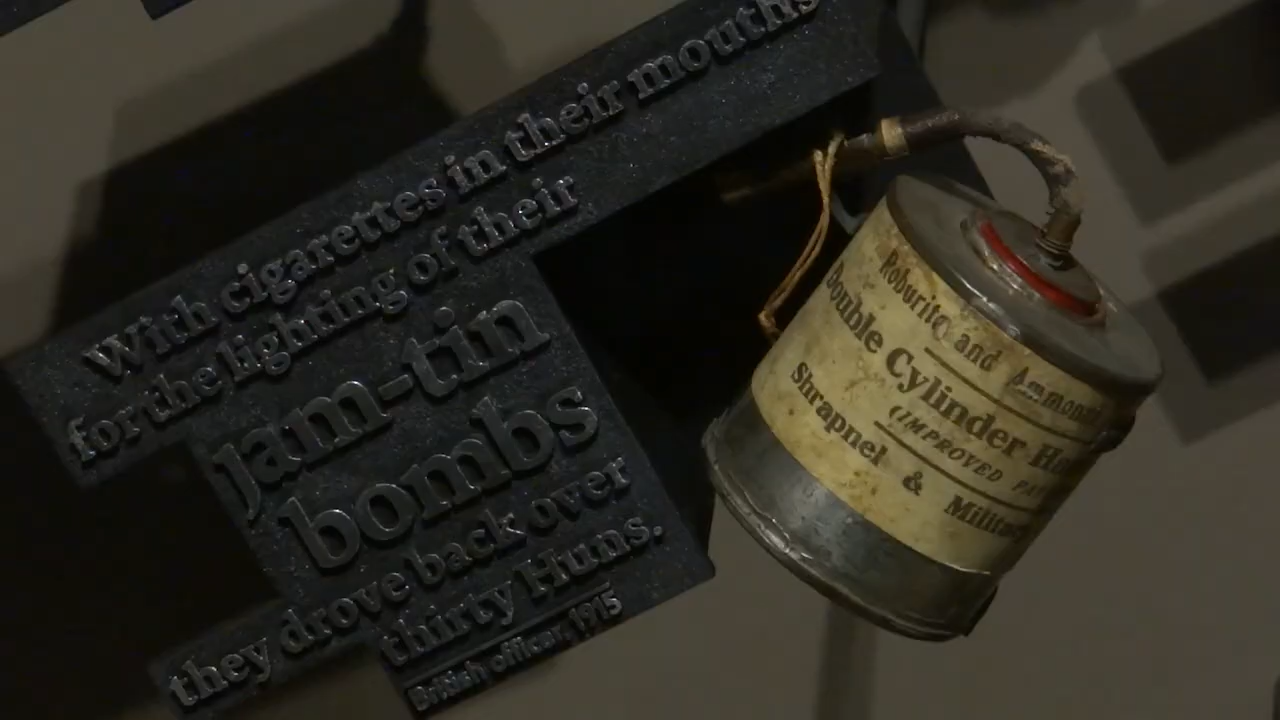 With cigarettes in their mouths
for the lighting of their
jam-tin
bombs
they drove back over
thirty Huns.
British officer, 1915
Roburite and
Double Cylinder
(IMPROVED
Shrapnel &